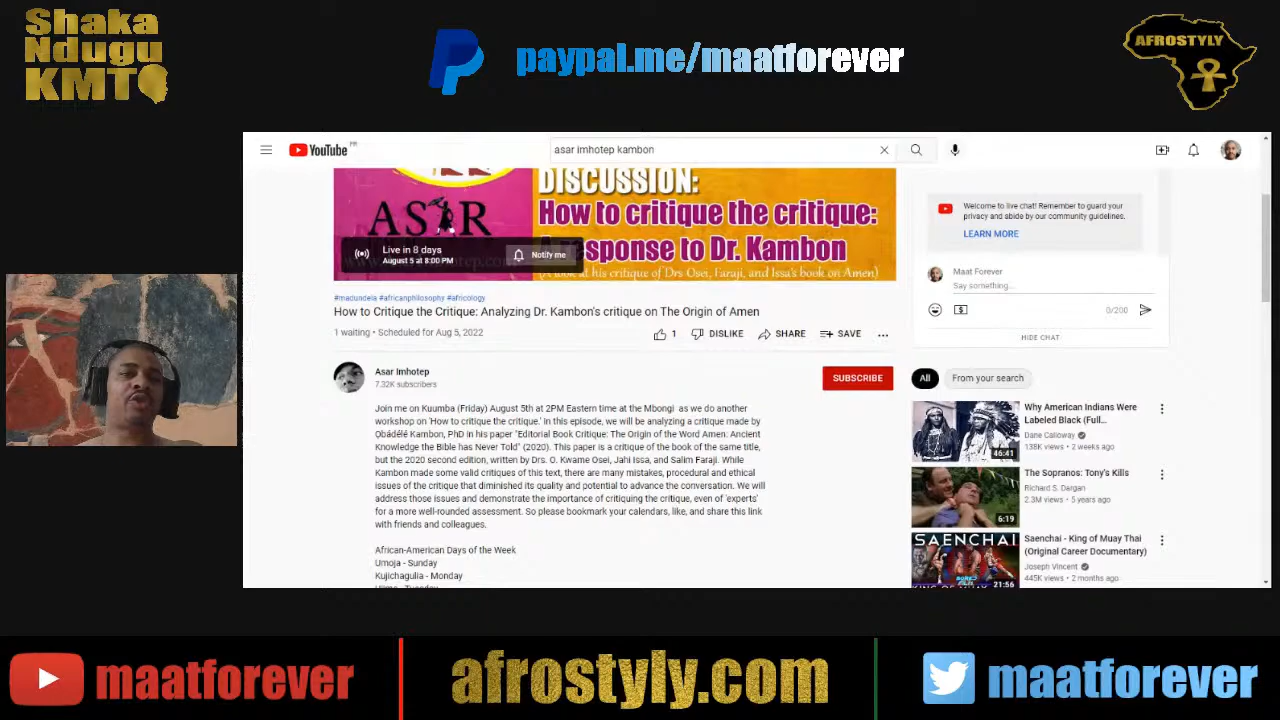 Shaka
Ndugu
KMT
paypal.me/maatforever
AFROSTYLY
YouTube
PR
asar imhotep kambon
DISCUSSION:
How to critique the critique:
response to Dr. Kambon
(A look at his critique of Drs Osei, Faraji, and Issa's book on Amen)
ASAR
Live in 8 days
August 5 at 8:00 PM
Notify me
#madundela #africanphilosophy #africology
How to Critique the Critique: Analyzing Dr. Kambon's critique on The Origin of Amen
1 waiting • Scheduled for Aug 5, 2022
1
DISLIKE
SHARE
SAVE
Asar Imhotep
7.32K subscribers
SUBSCRIBE
Join me on Kuumba (Friday) August 5th at 2PM Eastern time at the Mbongi as we do another
workshop on 'How to critique the critique.' In this episode, we will be analyzing a critique made by
Ọbádélé Kambon, PhD in his paper "Editorial Book Critique: The Origin of the Word Amen: Ancient
Knowledge the Bible has Never Told" (2020). This paper is a critique of the book of the same title,
but the 2020 second edition, written by Drs. O. Kwame Osei, Jahi Issa, and Salim Faraji. While
Kambon made some valid critiques of this text, there are many mistakes, procedural and ethical
issues of the critique that diminished its quality and potential to advance the conversation. We will
address those issues and demonstrate the importance of critiquing the critique, even of 'experts'
for a more well-rounded assessment. So please bookmark your calendars, like, and share this link
with friends and colleagues.
African-American Days of the Week
Umoja - Sunday
Kujichagulia - Monday
Welcome to live chat! Remember to guard your
privacy and abide by our community guidelines.
LEARN MORE
Maat Forever
Say something...
0/200
HIDE CHAT
All
From your search
Why American Indians Were
Labeled Black (Full...
Dane Calloway
138K views • 2 weeks ago
46:41
The Sopranos: Tony's Kills
Richard S. Dargan
2.3M views • 5 years ago
6:19
SAENCHAI
Saenchai - King of Muay Thai
(Original Career Documentary)
Joseph Vincent
445K views • 2 months ago
21:56
maatforever
afrostyly.com
maatforever